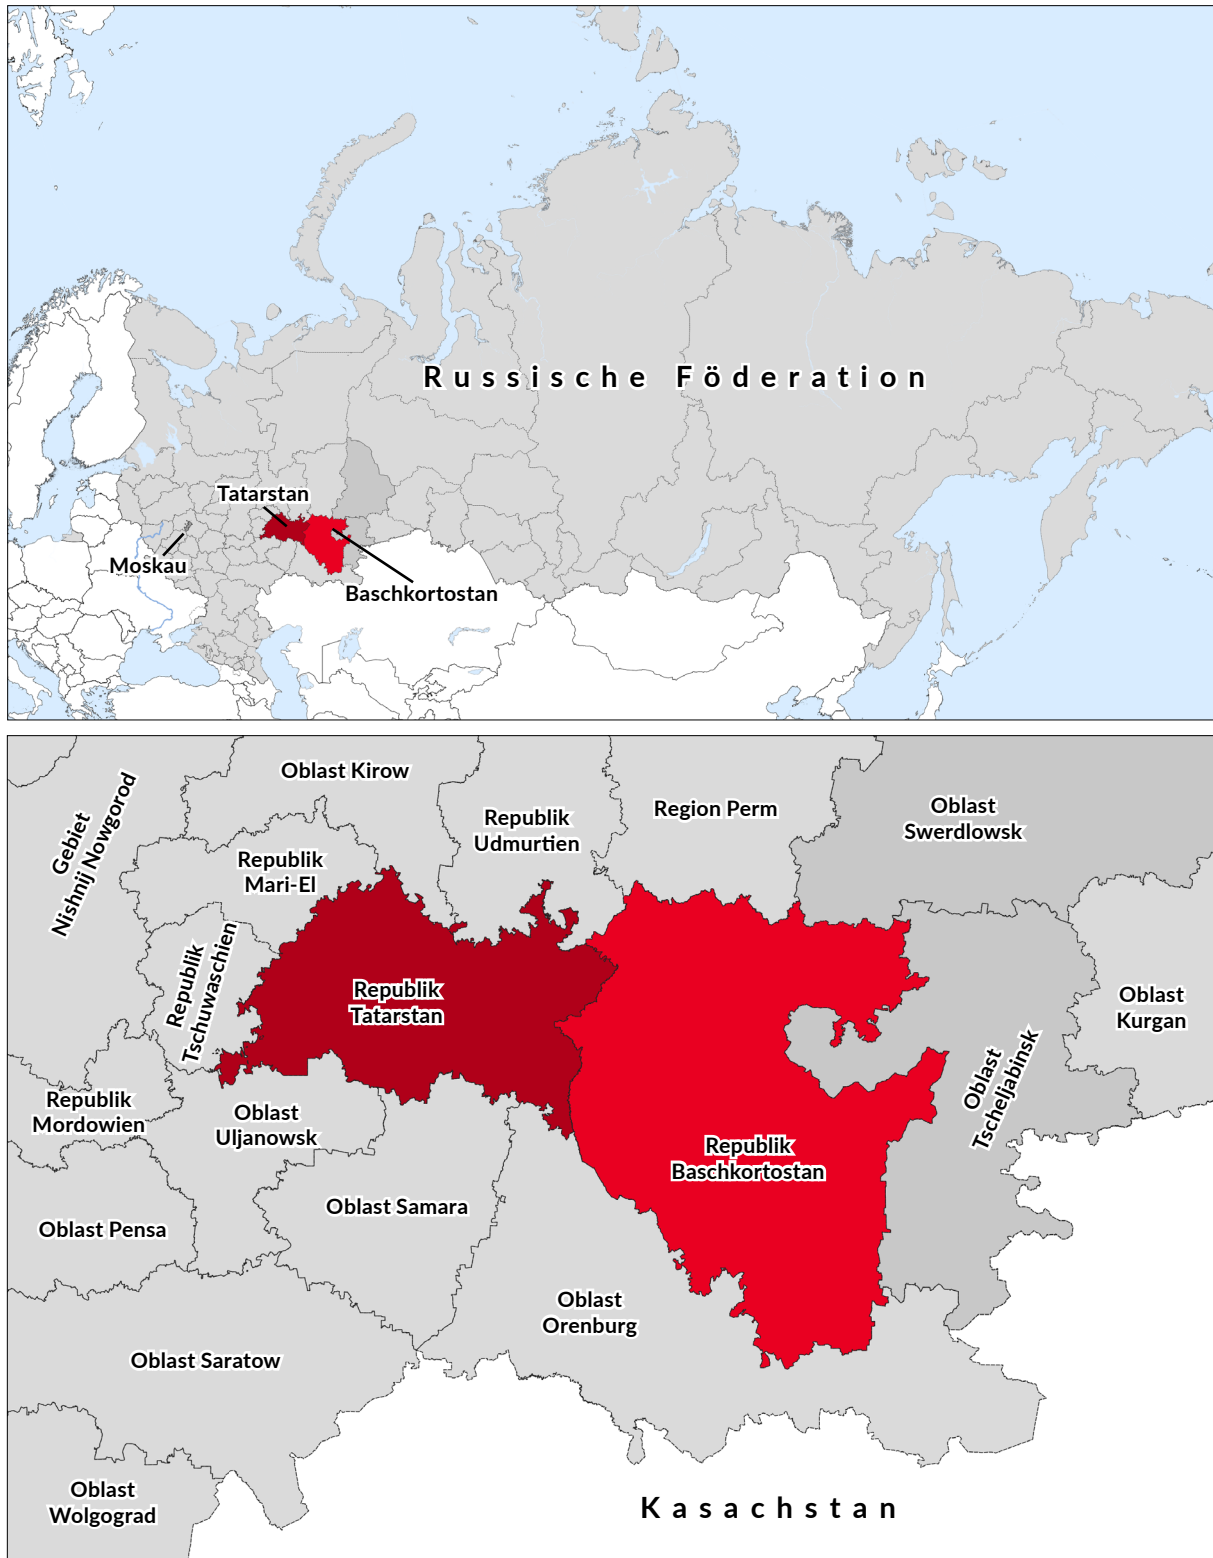 Russische Föderation
Tatarstan
Moskau
Baschkortostan
Oblast Kirow
Gebiet
Nishnij Nowgorod
Republik
Udmurtien
Region Perm
Oblast
Swerdlowsk
Republik
Mari-El
Republik
Tschuwaschien
Republik
Tatarstan
Oblast
Kurgan
Oblast
Tscheljabinsk
Republik
Mordowien
Oblast
Uljanowsk
Republik
Baschkortostan
Oblast Samara
Oblast Pensa
Oblast
Orenburg
Oblast Saratow
Oblast
Wolgograd
Kasachstan